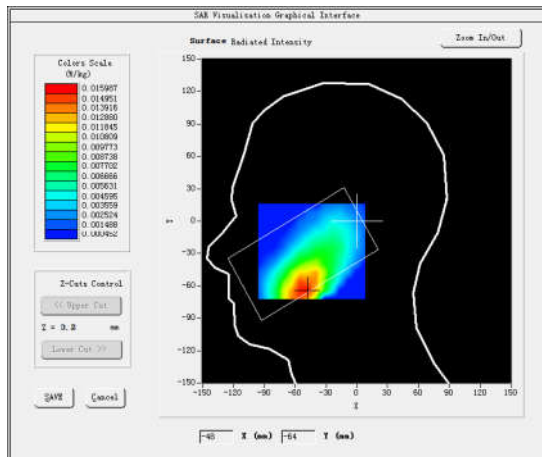 SAR Visualisation Graphical Interface
Surface Radiated Intensity
Zoom In/Out
Colors Scale
(W/kg)
0.015987
0.014951
0.013916
0.012880
0.011845
0.010809
0.009773
0.008738
0.007702
0.006666
0.005631
0.004595
0.003559
0.002524
0.001488
0.000452
150
120
90
60
30
0
-30
-60
-90
-120
-150
Y
-150 -120 -90 -60 -30 0 30 60 90 120 150
X
Z-Cuts Control
<< Upper Cut
Z = mm
Lower Cut >>
SAVE Cancel
-48 X (mm) -64 Y (mm)